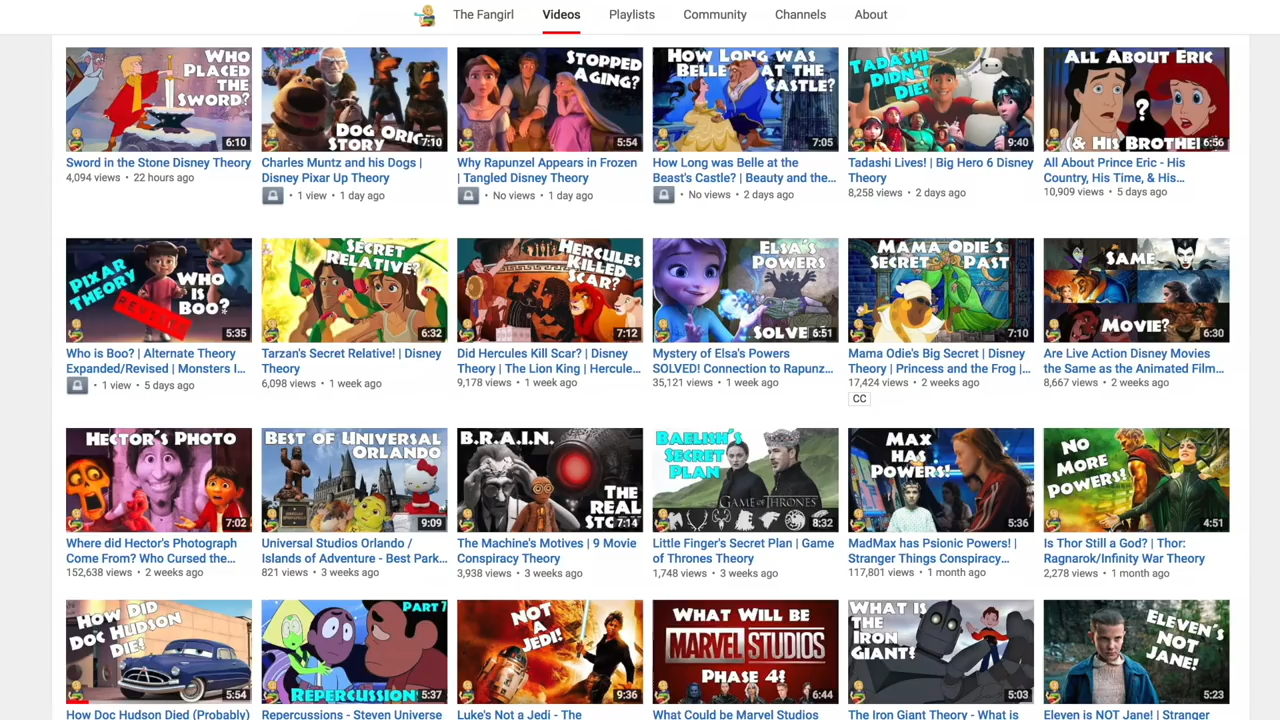 The Fangirl
Videos
Playlists
Community
Channels
About
WHO
PLACED
THE
SWORD?
6:10
Sword in the Stone Disney Theory
4,094 views • 22 hours ago
DOG ORIG
STORY
7:10
Charles Muntz and his Dogs |
Disney Pixar Up Theory
• 1 view • 1 day ago
STOPPED
AGING?
5:54
Why Rapunzel Appears in Frozen
| Tangled Disney Theory
• No views • 1 day ago
HOW LONG WAS
BELLE AT THE
CASTLE?
7:05
How Long was Belle at the
Beast's Castle? | Beauty and the...
• No views • 2 days ago
TADASHI
DIDN'T
DIE!
9:40
Tadashi Lives! | Big Hero 6 Disney
Theory
8,258 views • 2 days ago
ALL ABOUT ERIC
?
(& HIS BROTHE
6:56
All About Prince Eric - His
Country, His Time, & His...
10,909 views • 5 days ago
PIXAR
THEORY
WHO
IS
BOO?
5:35
Who is Boo? | Alternate Theory
Expanded/Revised | Monsters I...
• 1 view • 5 days ago
SECRET
RELATIVE?
6:32
Tarzan's Secret Relative! | Disney
Theory
6,098 views • 1 week ago
HERCULES
KILLED
SCAR?
7:12
Did Hercules Kill Scar? | Disney
Theory | The Lion King | Hercule...
9,178 views • 1 week ago
ELSA'S
POWERS
SOLVE
6:51
Mystery of Elsa's Powers
SOLVED! Connection to Rapunz...
35,121 views • 1 week ago
MAMA ODIE'S
SECRET PAST
7:10
Mama Odie's Big Secret | Disney
Theory | Princess and the Frog |...
17,424 views • 2 weeks ago
CC
SAME
MOVIE?
6:30
Are Live Action Disney Movies
the Same as the Animated Film...
8,667 views • 2 weeks ago
HECTOR'S PHOTO
7:02
Where did Hector's Photograph
Come From? Who Cursed the...
152,638 views • 2 weeks ago
BEST OF UNIVERSAL
ORLANDO
9:09
Universal Studios Orlando /
Islands of Adventure - Best Park...
821 views • 3 weeks ago
B.R.A.I.N.
THE
REAL
STO
7:14
The Machine's Motives | 9 Movie
Conspiracy Theory
3,938 views • 3 weeks ago
BAELISH'S
SECRET
PLAN
GAME OF THRONES
8:32
Little Finger's Secret Plan | Game
of Thrones Theory
1,748 views • 3 weeks ago
MAX
HAS
POWERS!
5:36
MadMax has Psionic Powers! |
Stranger Things Conspiracy...
117,801 views • 1 month ago
NO
MORE
POWERS!
4:51
Is Thor Still a God? | Thor:
Ragnarok/Infinity War Theory
2,278 views • 1 month ago
HOW DID
DOC HUDSON
DIE!
5:54
How Doc Hudson Died (Probably)
PART 7
REPERCUSSION
5:37
Repercussions - Steven Universe
NOT
A
JEDI!
9:36
Luke's Not a Jedi - The
WHAT WILL BE
MARVEL STUDIOS
PHASE 4?
6:44
What Could be Marvel Studios
WHAT IS
THE
IRON
GIANT?
5:03
The Iron Giant Theory - What is
ELEVEN'S
NOT
JANE!
5:23
Eleven is NOT Jane! | Stranger